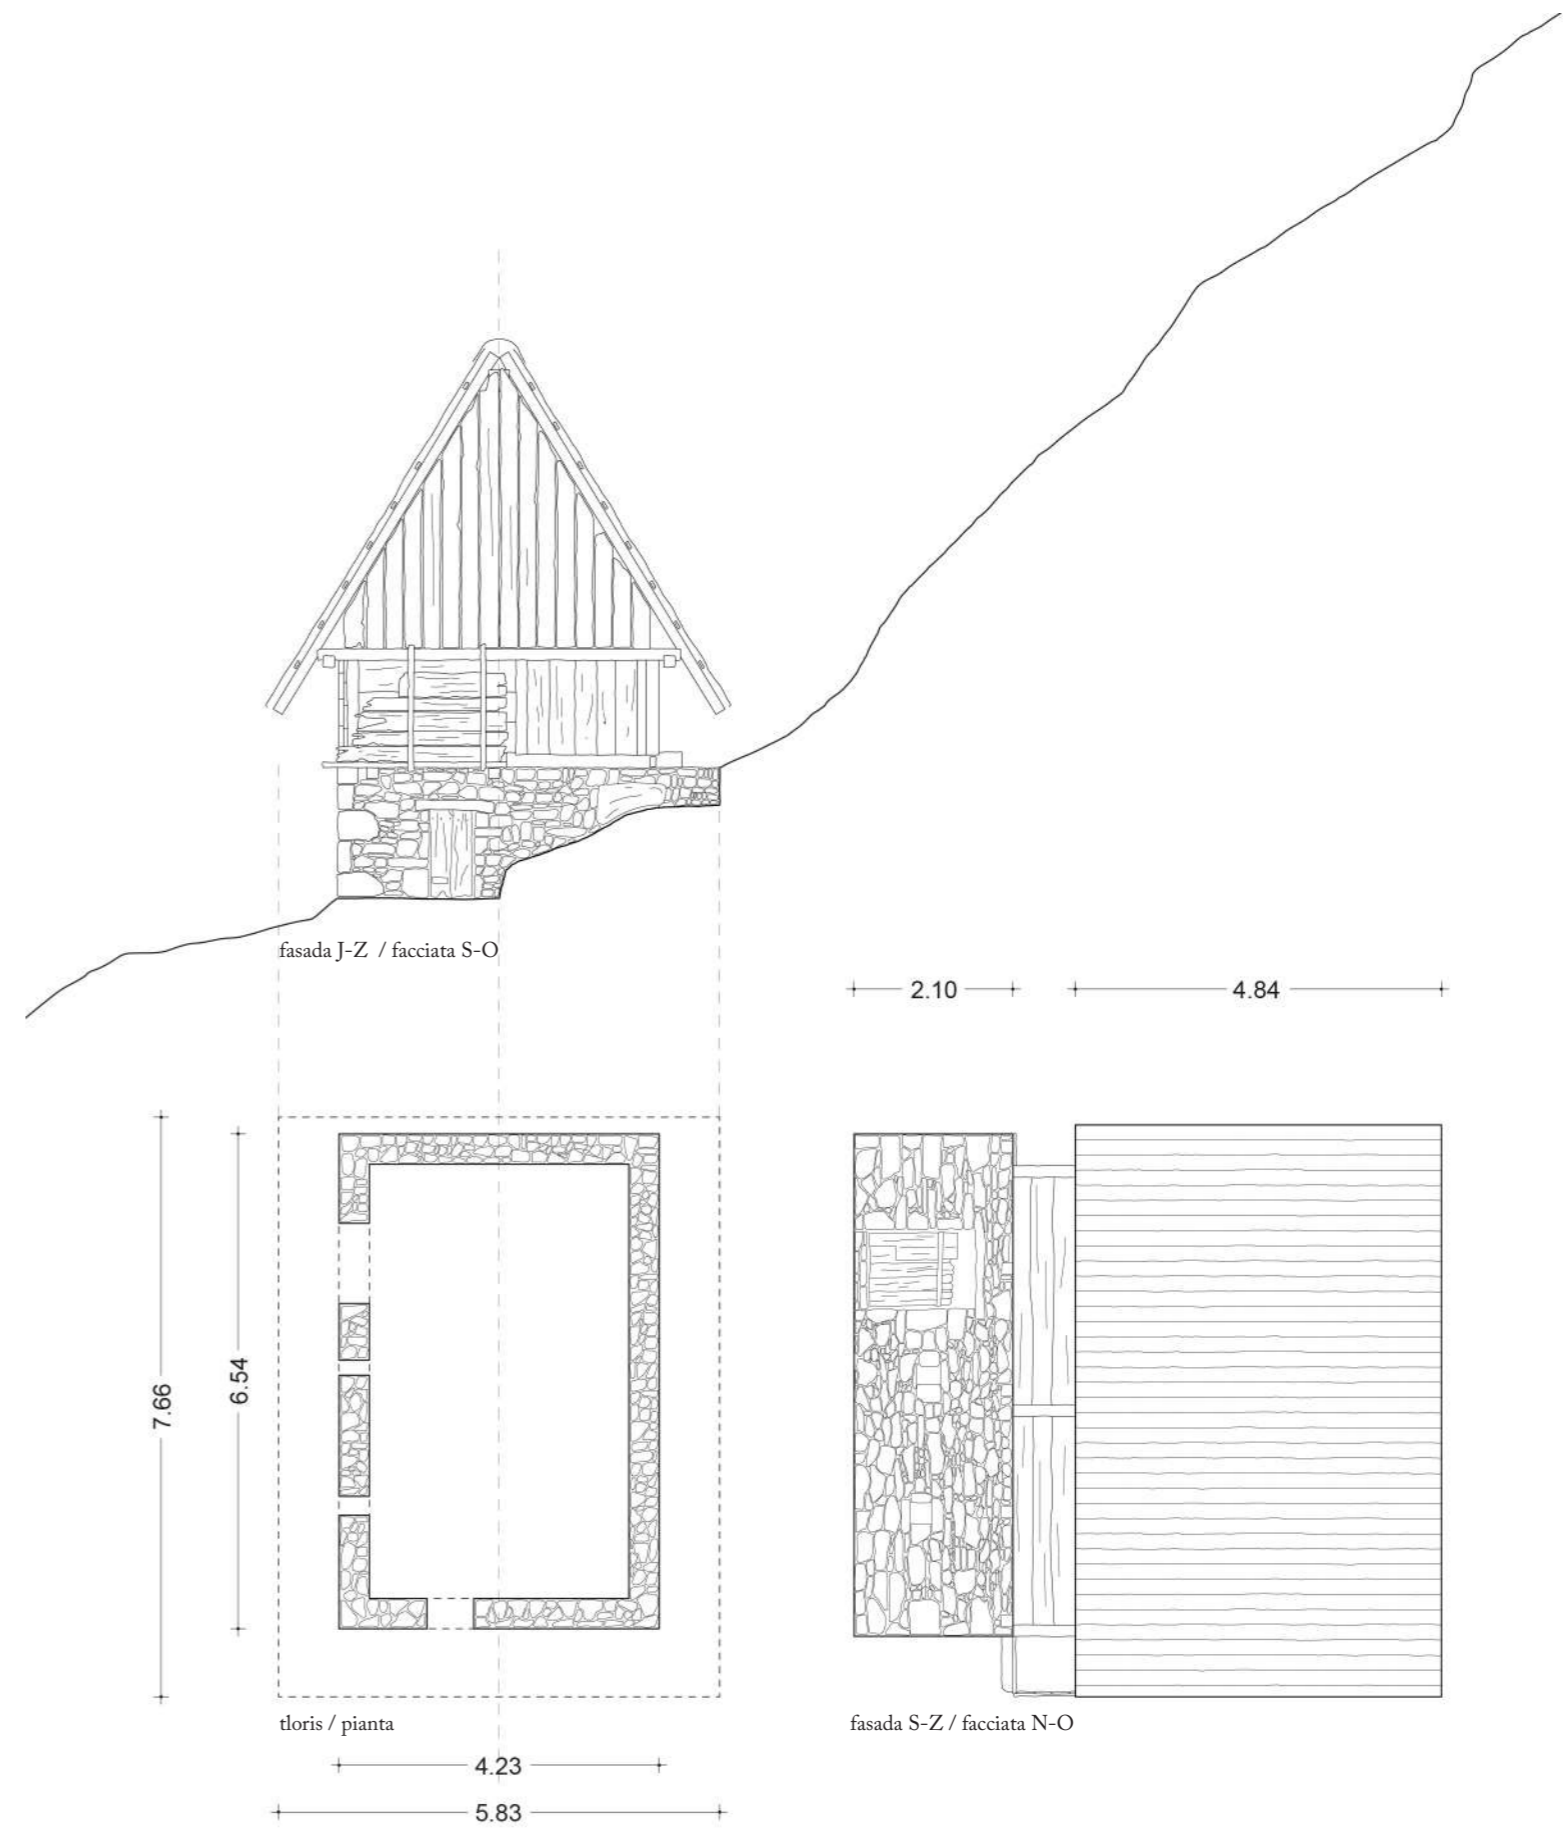 fasada J-Z / facciata S-O
2.10
4.84
7.66
6.54
tloris / pianta
fasada S-Z / facciata N-O
4.23
5.83